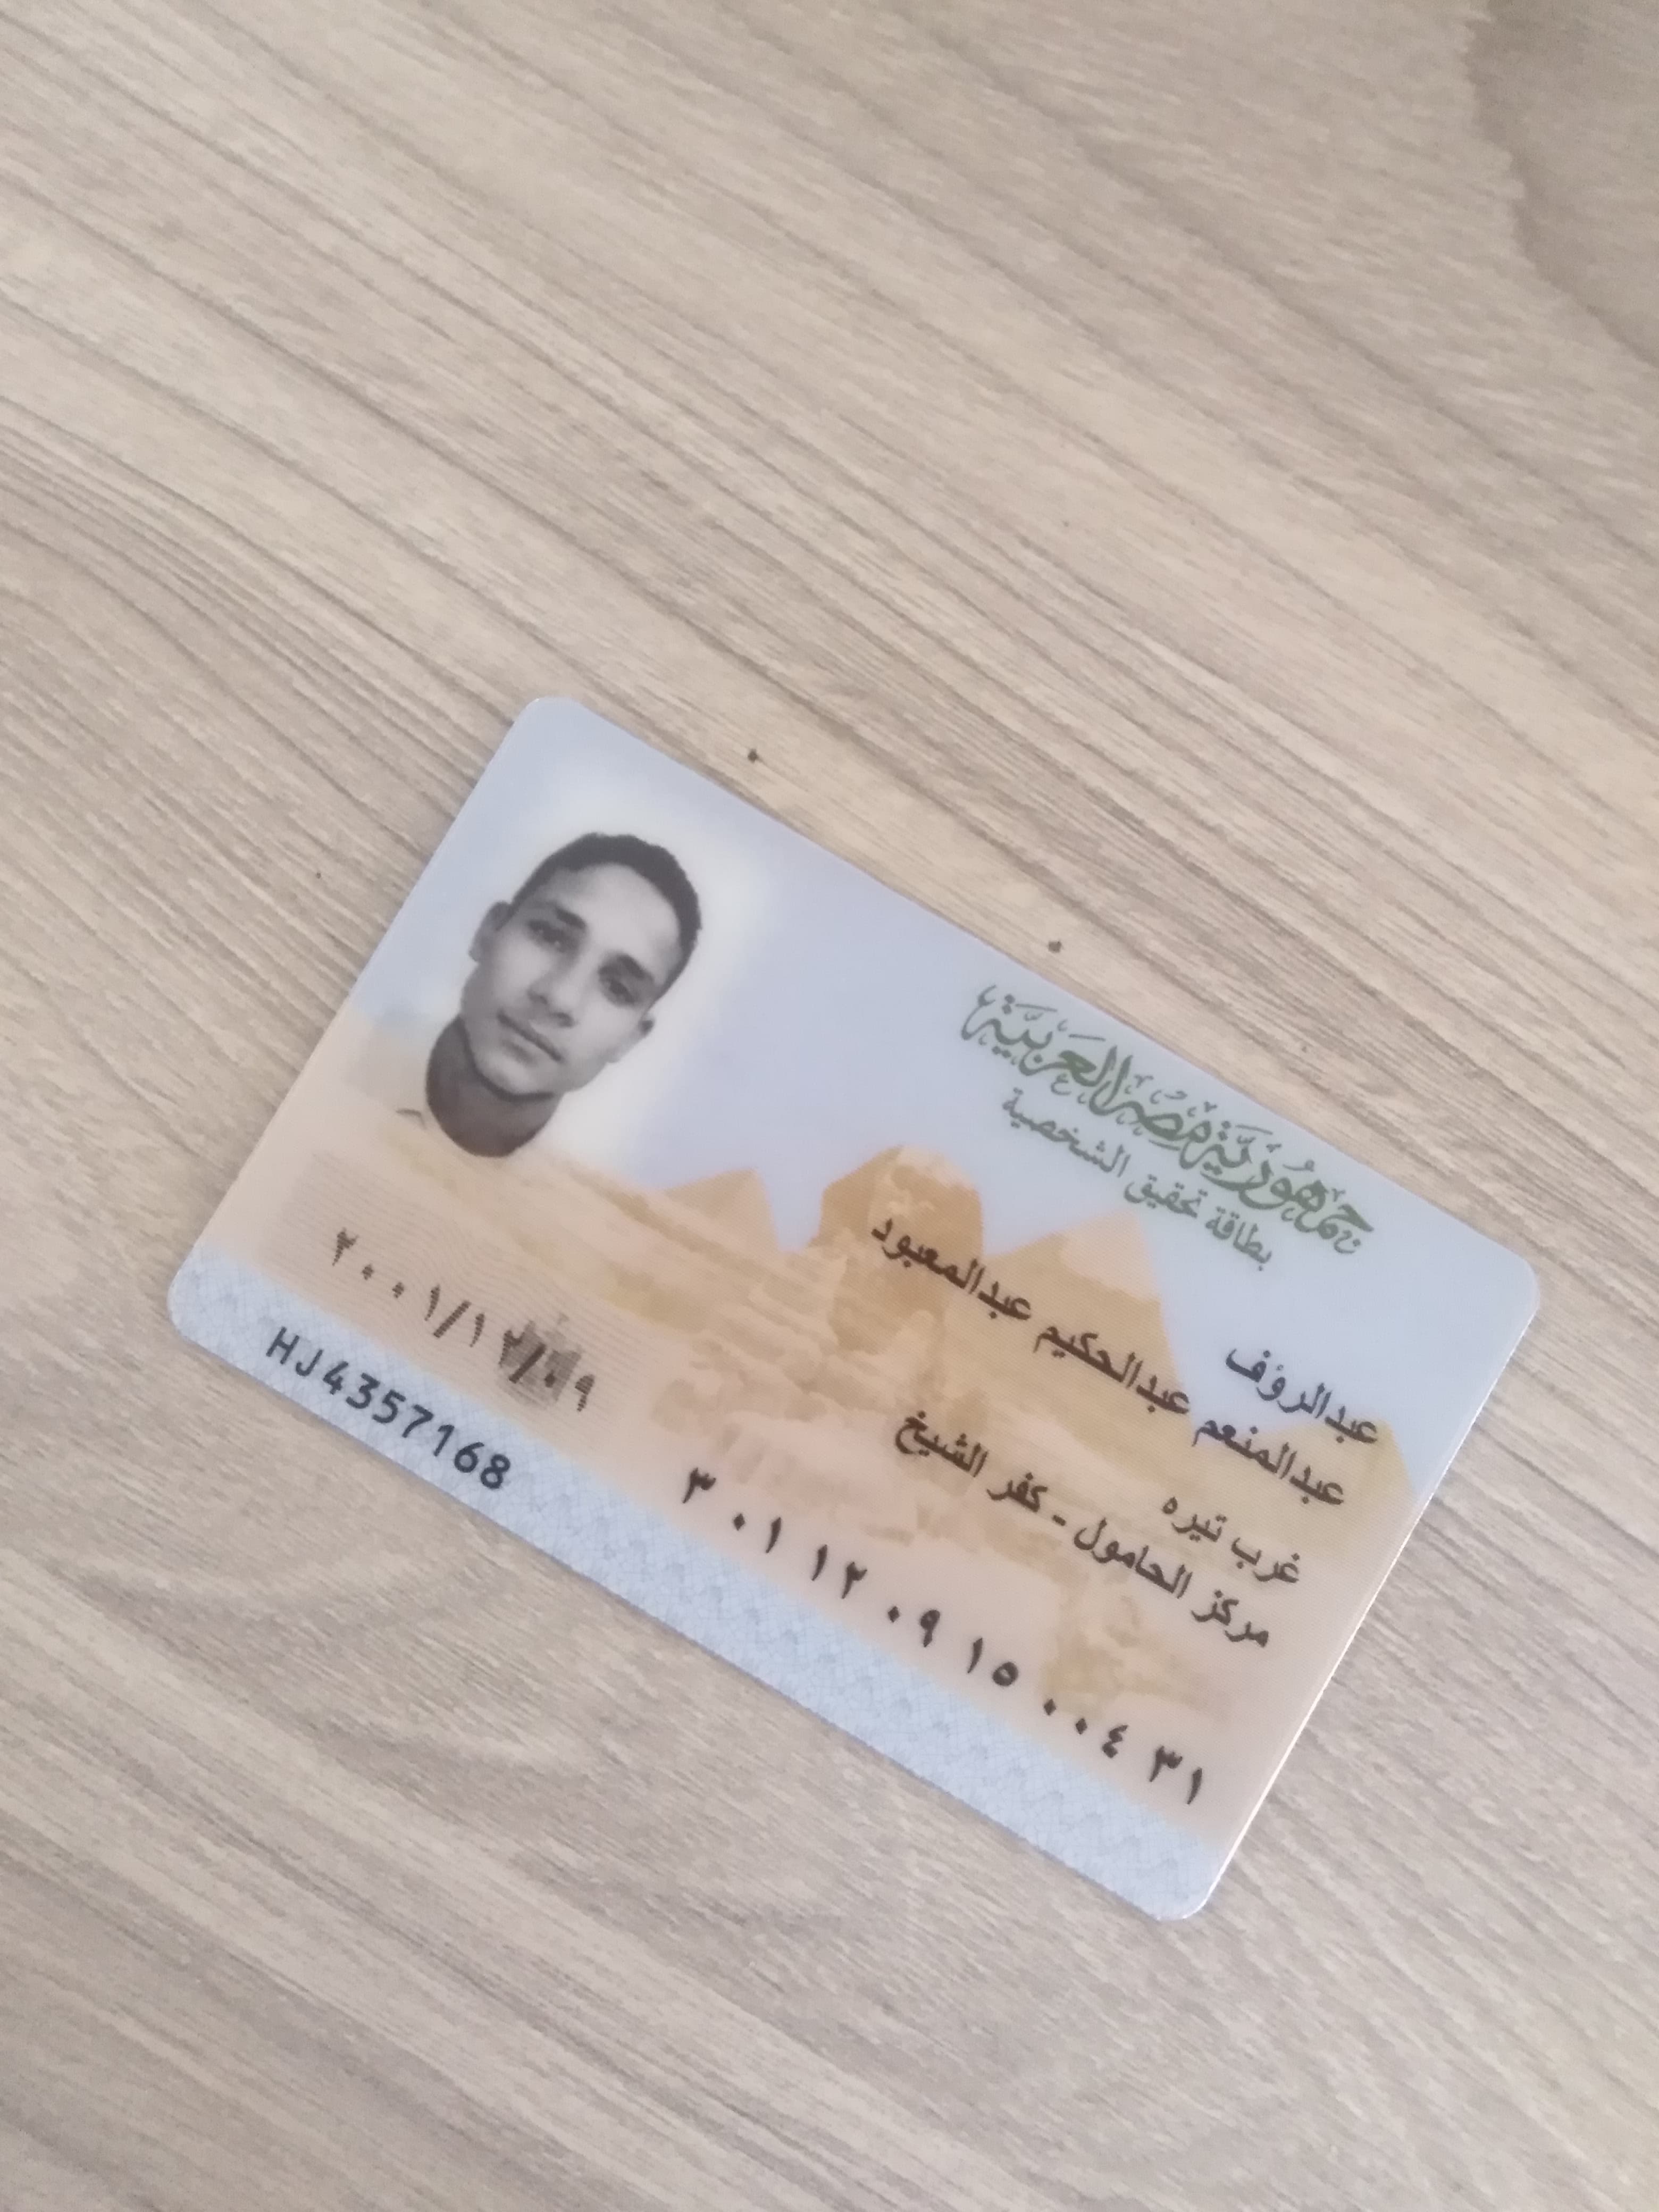 جمهورية مصر العربية
بطاقة تحقيق الشخصية
عبدالرؤف
عبدالمنعم عبدالحكيم عبدالمعبود
غرب تيره
مركز الحامول - كفر الشيخ
٣٠١١٢٠٩١٥٠٠٤٣١
٢٠٠١/١٢/٠٩
HJ4357168